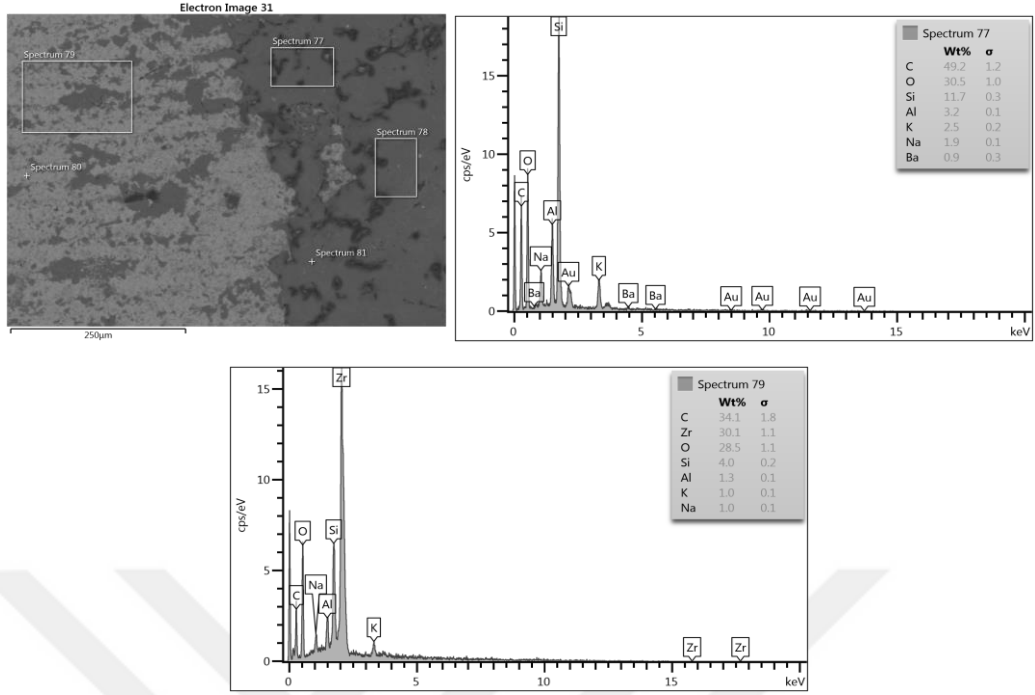 Electron Image 31
Spectrum 79
Spectrum 77
Spectrum 78
Spectrum 80
Spectrum 81
250µm
cps/eV
15
10
5
0
Si
O
C
Al
Na
Au
K
Ba
Ba
Ba
Au
Au
Au
Au
0
5
10
15
keV
Spectrum 77
Wt% σ
C 49.2 1.2
O 30.5 1.0
Si 11.7 0.3
Al 3.2 0.1
K 2.5 0.2
Na 1.9 0.1
Ba 0.9 0.3
cps/eV
15
10
5
0
Zr
O
Si
Na
C
Al
K
Zr
Zr
0
5
10
15
keV
Spectrum 79
Wt% σ
C 34.1 1.8
Zr 30.1 1.1
O 28.5 1.1
Si 4.0 0.2
Al 1.3 0.1
K 1.0 0.1
Na 1.0 0.1